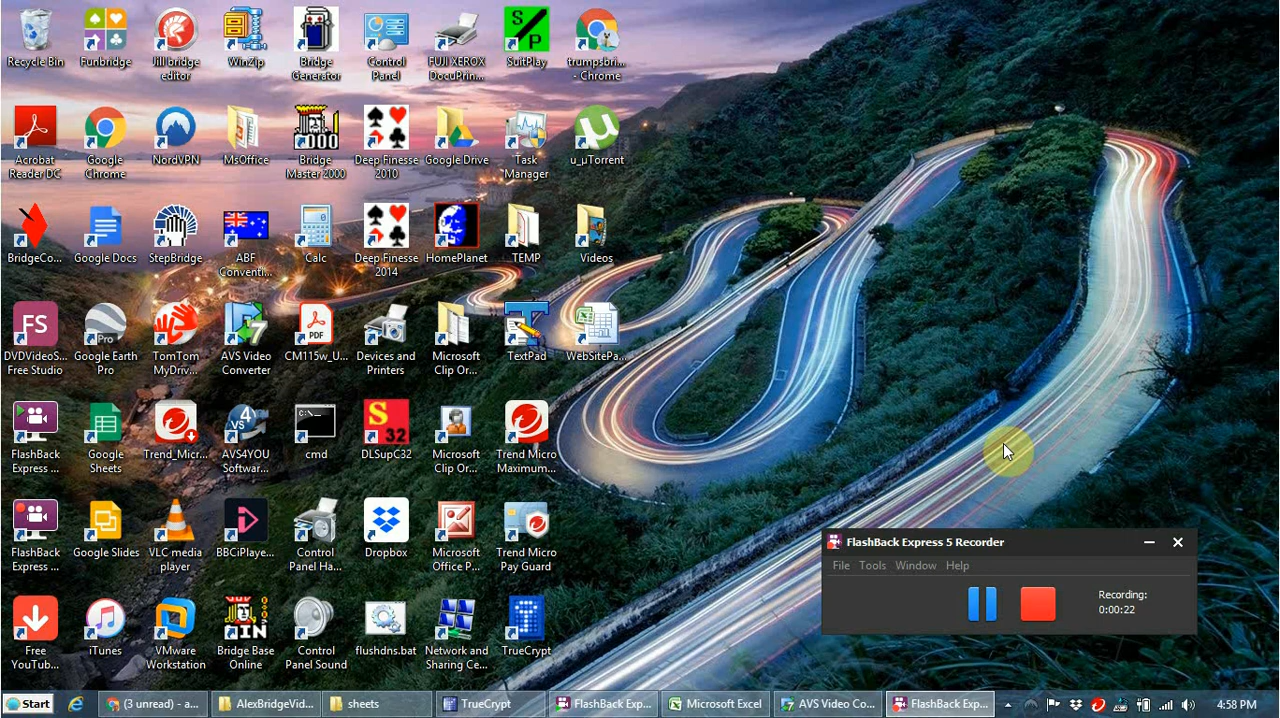 Recycle Bin
Funbridge
Jill bridge
editor
WinZip
Bridge
Generator
Control
Panel
FUJI XEROX
DocuPrin...
SuitPlay
trumpsbri...
- Chrome
Acrobat
Reader DC
Google
Chrome
NordVPN
MsOffice
Bridge
Master 2000
Deep Finesse
2010
Google Drive
Task
Manager
u_µTorrent
BridgeCo...
Google Docs
StepBridge
ABF
Conventi...
Calc
Deep Finesse
2014
HomePlanet
_TEMP
Videos
DVDVideoS...
Free Studio
Google Earth
Pro
TomTom
MyDriv...
AVS Video
Converter
CM115w_U...
Devices and
Printers
Microsoft
Clip Or...
TextPad
WebSitePa...
FlashBack
Express ...
Google
Sheets
Trend_Micr...
AVS4YOU
Softwar...
cmd
DLSupC32
Microsoft
Clip Or...
Trend Micro
Maximum...
FlashBack
Express ...
Google Slides
VLC media
player
BBCiPlaye...
Control
Panel Ha...
Dropbox
Microsoft
Office P...
Trend Micro
Pay Guard
Free
YouTub...
iTunes
VMware
Workstation
Bridge Base
Online
Control
Panel Sound
flushdns.bat
Network and
Sharing Ce...
TrueCrypt
FlashBack Express 5 Recorder
File Tools Window Help
Recording:
0:00:22
Start
(3 unread) - a...
AlexBridgeVid...
sheets
TrueCrypt
FlashBack Exp...
Microsoft Excel
AVS Video Co...
FlashBack Exp...
4:58 PM